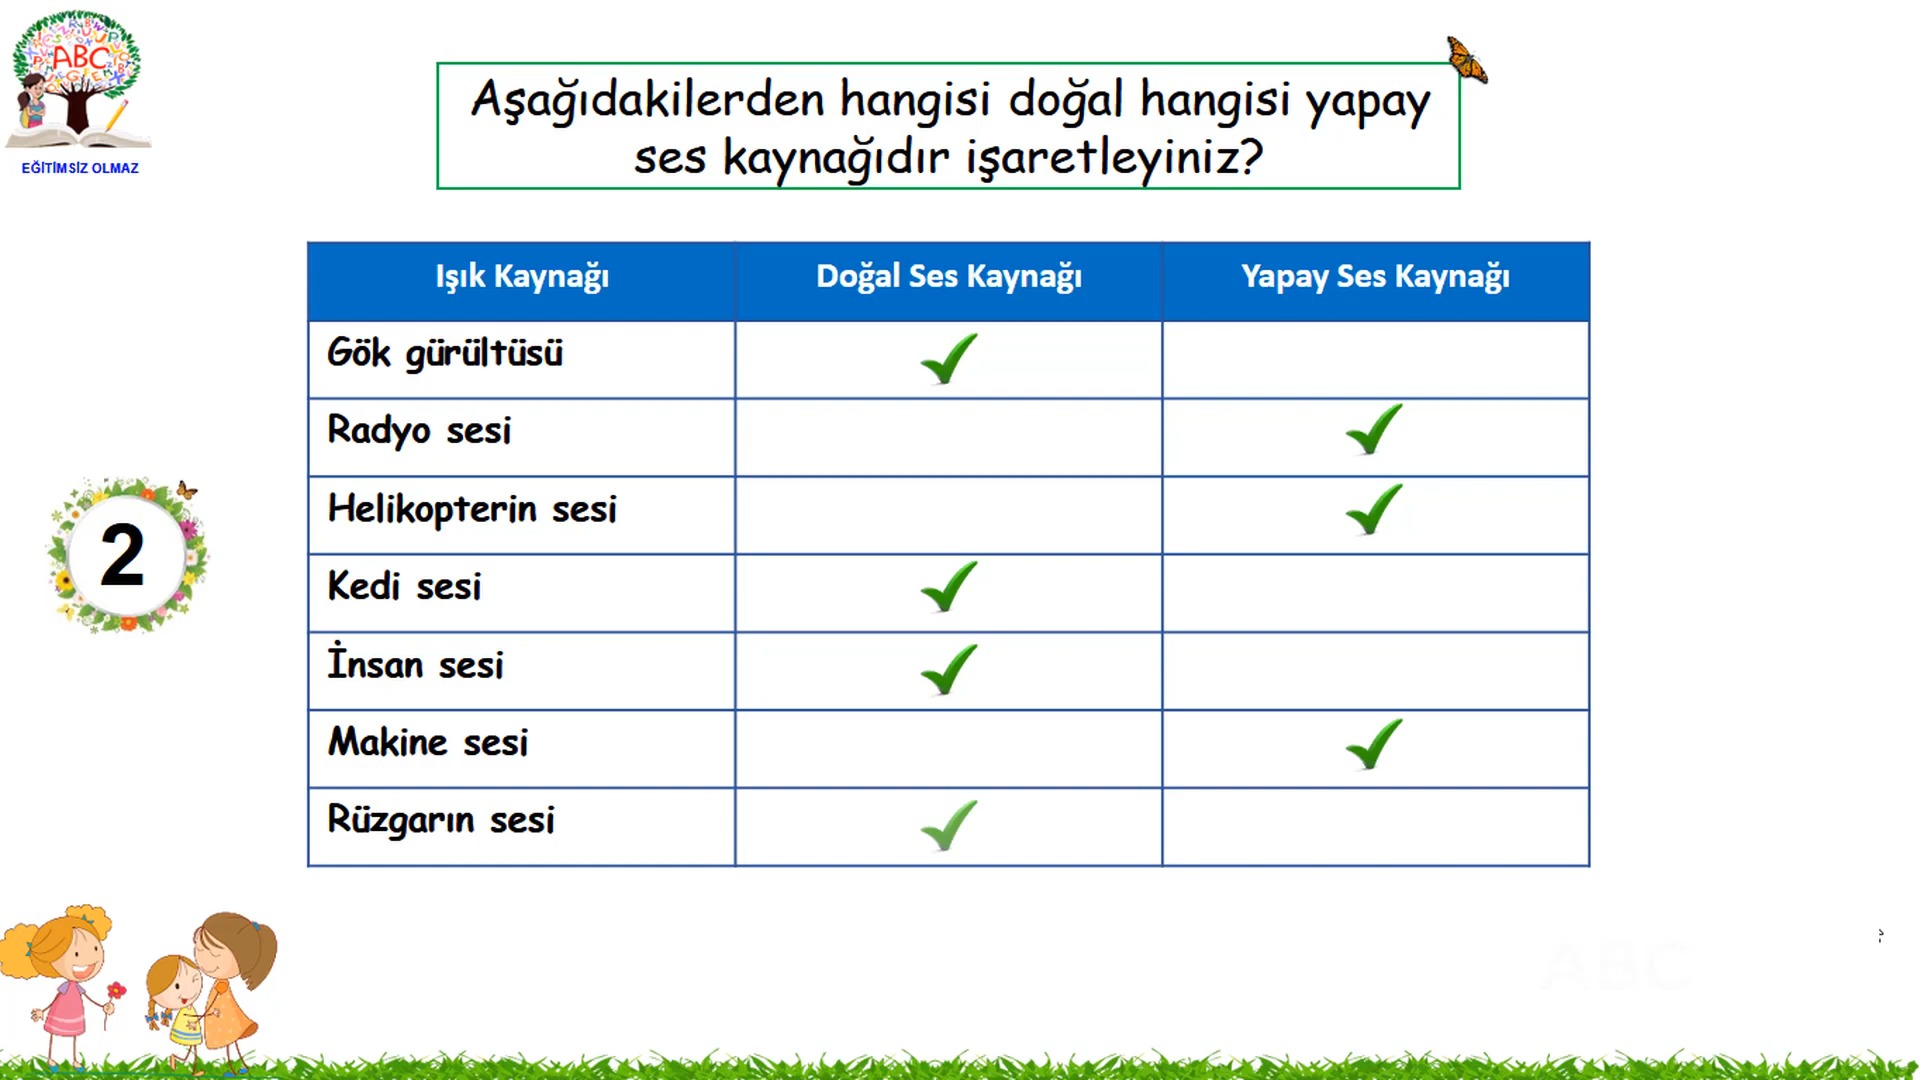 ABC
EĞİTİMSİZ OLMAZ
Aşağıdakilerden hangisi doğal hangisi yapay
ses kaynağıdır işaretleyiniz?
Işık Kaynağı Doğal Ses Kaynağı Yapay Ses Kaynağı
Gök gürültüsü
Radyo sesi
Helikopterin sesi
Kedi sesi
İnsan sesi
Makine sesi
Rüzgarın sesi
2
ABC